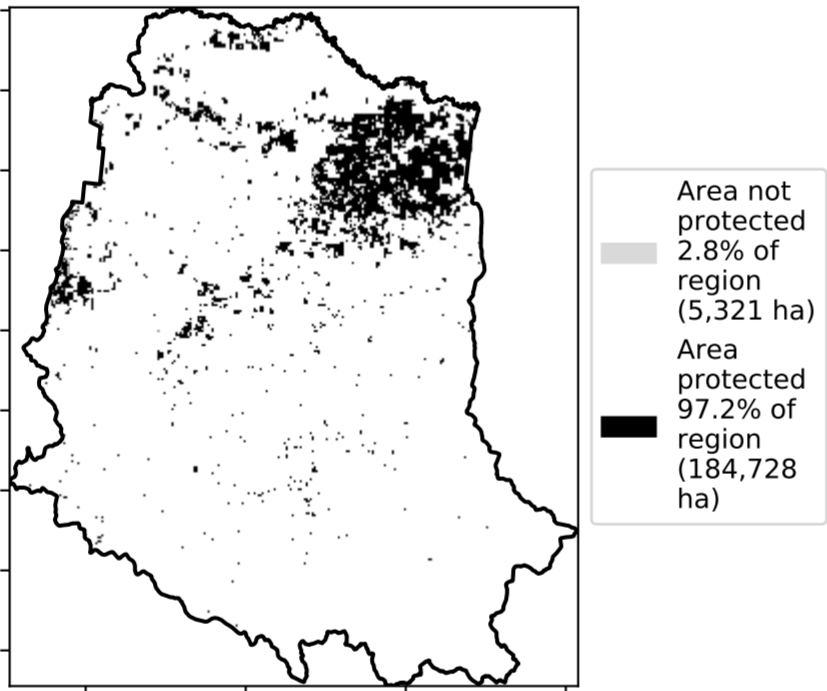 Area not
protected
2.8% of
region
(5,321 ha)
Area
protected
97.2% of
region
(184,728
ha)